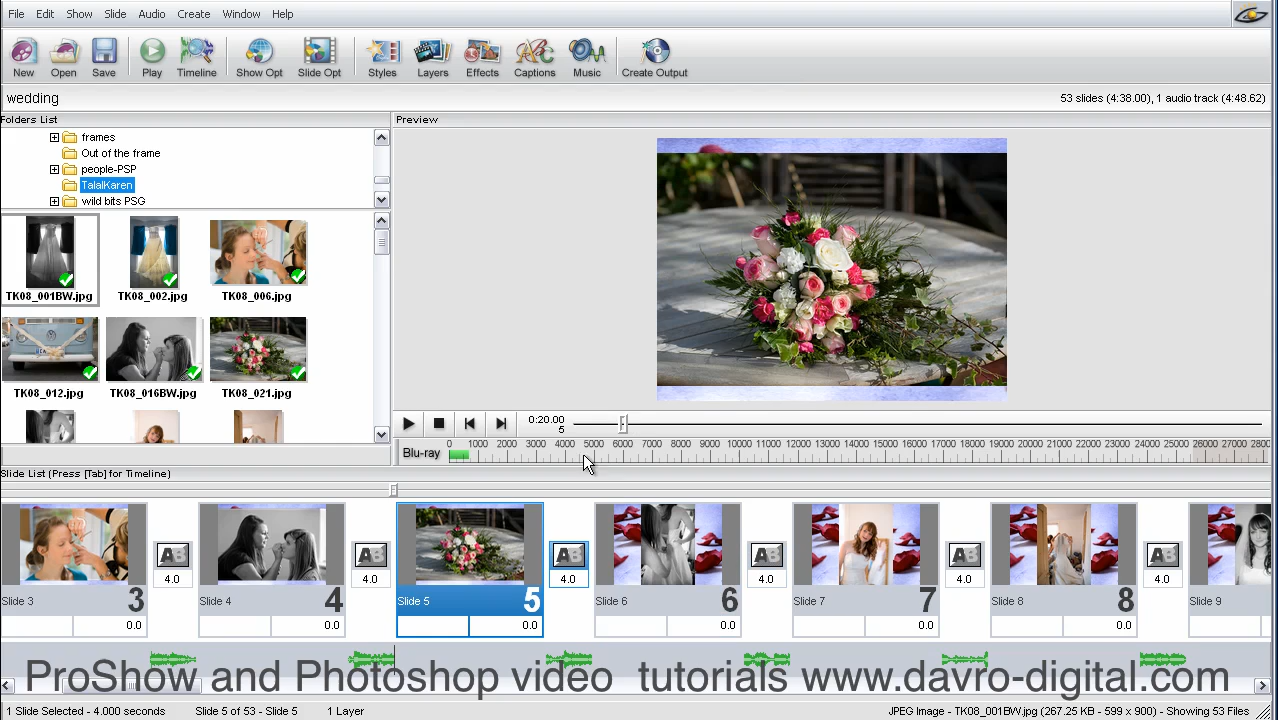 File Edit Show Slide Audio Create Window Help
New Open Save Play Timeline Show Opt Slide Opt Styles Layers Effects Captions Music Create Output
wedding 53 slides (4:38.00), 1 audio track (4:48.62)
Folders List
frames
Out of the frame
people-PSP
TalalKaren
wild bits PSG
TK08_001BW.jpg TK08_002.jpg TK08_006.jpg
TK08_012.jpg TK08_016BW.jpg TK08_021.jpg
Preview
0:20.00
5
Blu-ray 0 1000 2000 3000 4000 5000 6000 7000 8000 9000 10000 11000 12000 13000 14000 15000 16000 17000 18000 19000 20000 21000 22000 23000 24000 25000 26000 27000 2800
Slide List (Press [Tab] for Timeline)
AB AB AB AB AB AB
4.0 4.0 4.0 4.0 4.0 4.0
Slide 3 3 Slide 4 4 Slide 5 5 Slide 6 6 Slide 7 7 Slide 8 8 Slide 9
0.0 0.0 0.0 0.0 0.0 0.0
ProShow and Photoshop video tutorials www.davro-digital.com
1 Slide Selected - 4.000 seconds Slide 5 of 53 - Slide 5 1 Layer JPEG Image - TK08_001BW.jpg (267.25 KB - 599 x 900) - Showing 53 Files